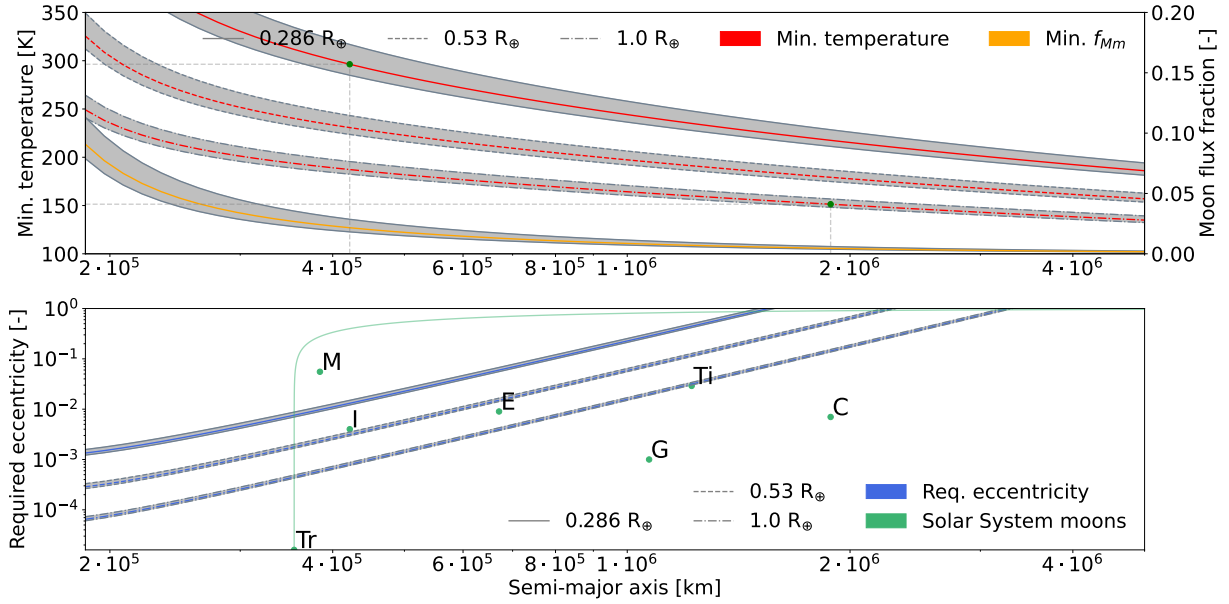 Min. temperature [K]
350
300
250
200
150
100
0.286 R⊕
0.53 R⊕
1.0 R⊕
Min. temperature
Min. f_Mm
0.20
0.15
0.10
0.05
0.00
Moon flux fraction [-]
2·10⁵
4·10⁵
6·10⁵
8·10⁵
1·10⁶
2·10⁶
4·10⁶
Required eccentricity [-]
10⁰
10⁻¹
10⁻²
10⁻³
10⁻⁴
M
I
E
Ti
C
G
Tr
0.286 R⊕
0.53 R⊕
1.0 R⊕
Req. eccentricity
Solar System moons
2·10⁵
4·10⁵
6·10⁵
8·10⁵
1·10⁶
2·10⁶
4·10⁶
Semi-major axis [km]